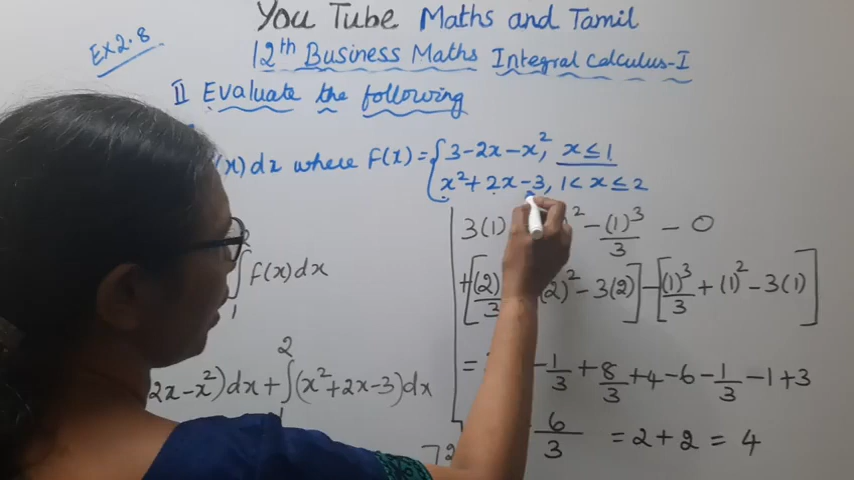 You Tube Maths and Tamil
Ex 2.8
12th Business Maths Integral Calculus-I
II Evaluate the following
(x)dx where f(x) = { 3-2x-x², x ≤ 1
x²+2x-3, 1 < x ≤ 2
3(1) ² - (1)³/3 - 0
∫ f(x)dx
1
+[(2)/3 (2)² - 3(2)] - [(1)³/3 + (1)² - 3(1)]
- 1/3 + 8/3 + 4 - 6 - 1/3 - 1 + 3
2x-x²)dx + ∫₁² (x²+2x-3)dx
6/3 = 2+2 = 4